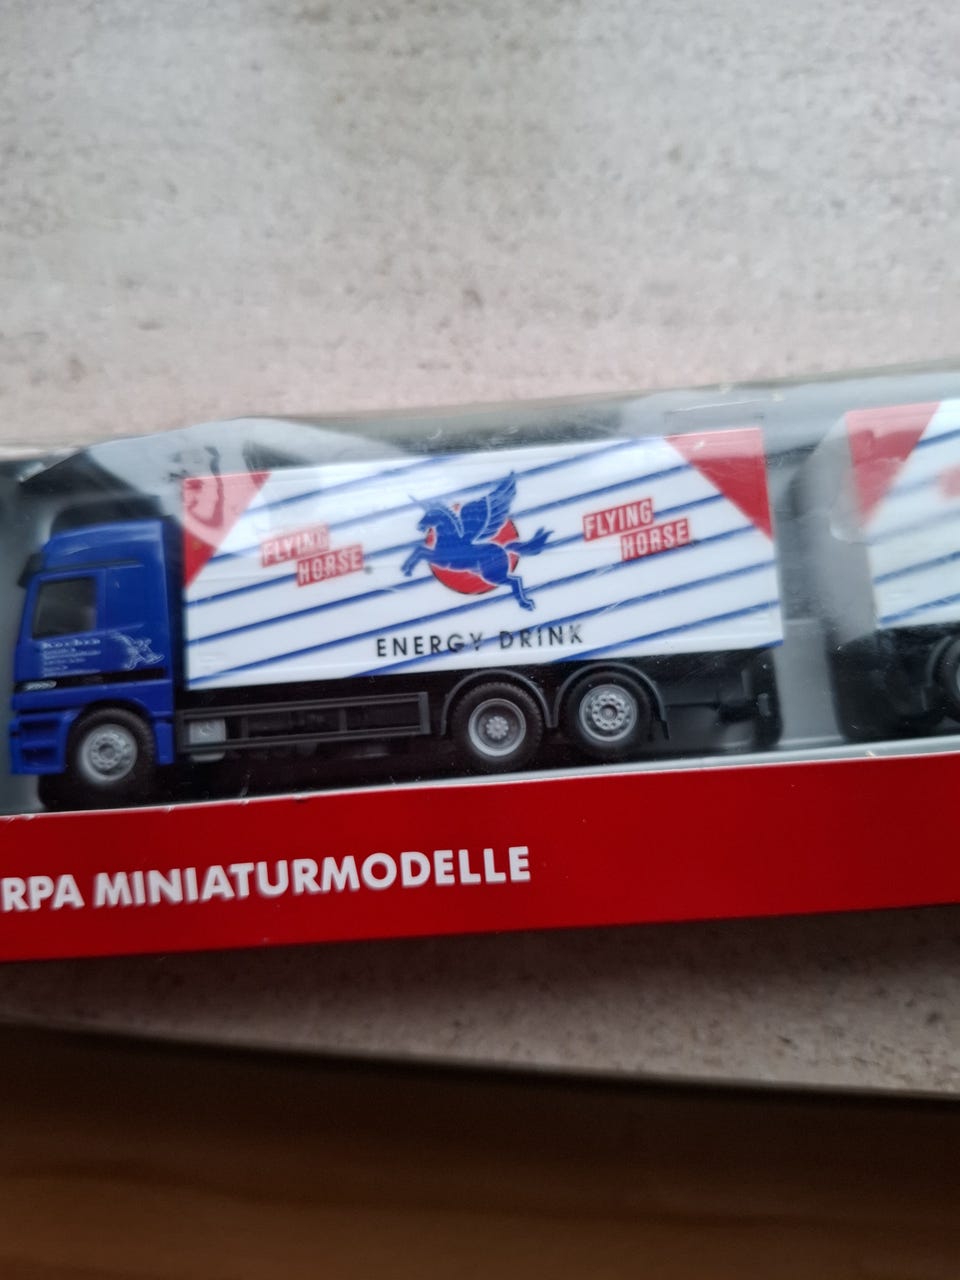 FLYING
HORSE
FLYING
HORSE
ENERGY DRINK
RPA MINIATURMODELLE